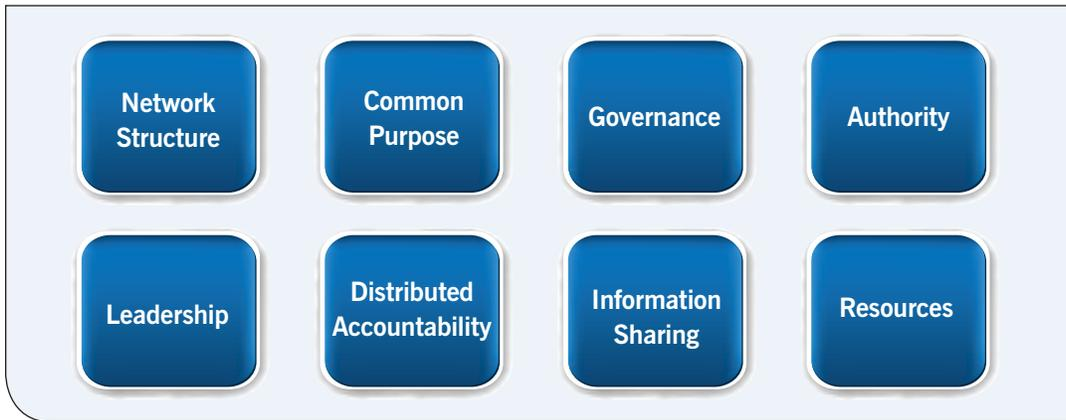 Network
Structure
Common
Purpose
Governance
Authority
Leadership
Distributed
Accountability
Information
Sharing
Resources